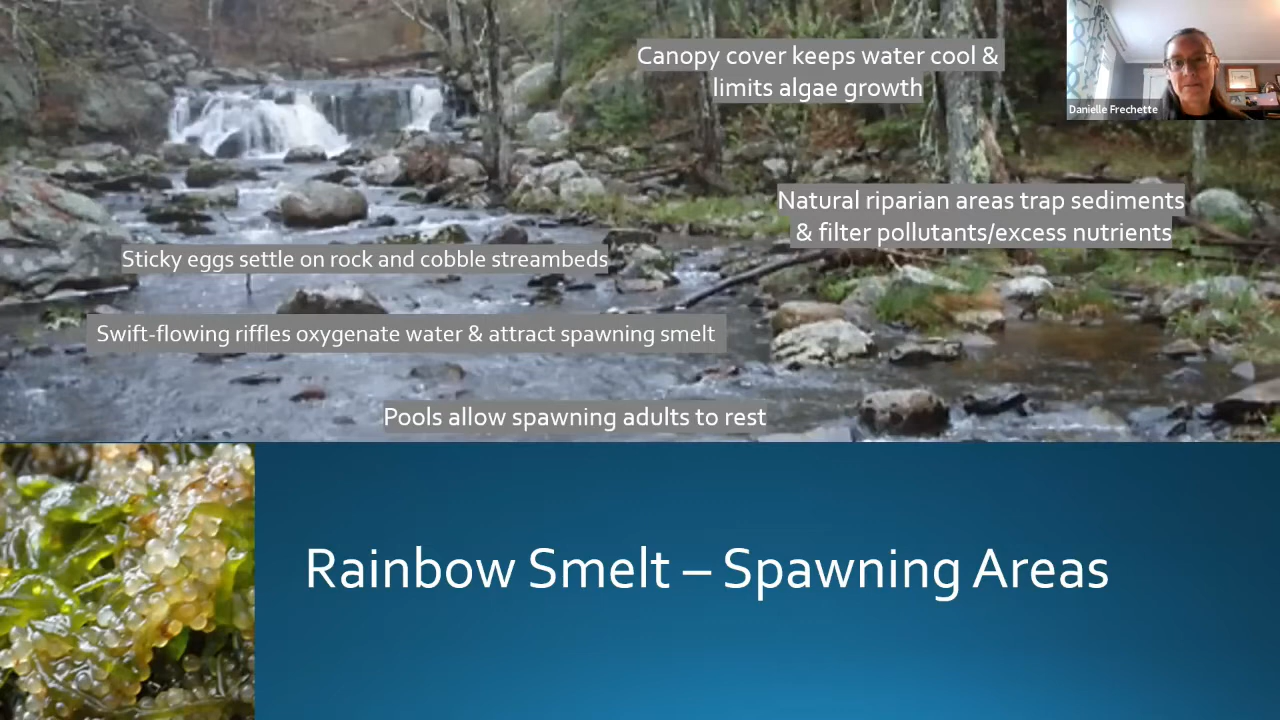 Canopy cover keeps water cool &
limits algae growth
Danielle Frechette
Natural riparian areas trap sediments
& filter pollutants/excess nutrients
Sticky eggs settle on rock and cobble streambeds
Swift-flowing riffles oxygenate water & attract spawning smelt
Pools allow spawning adults to rest
Rainbow Smelt – Spawning Areas